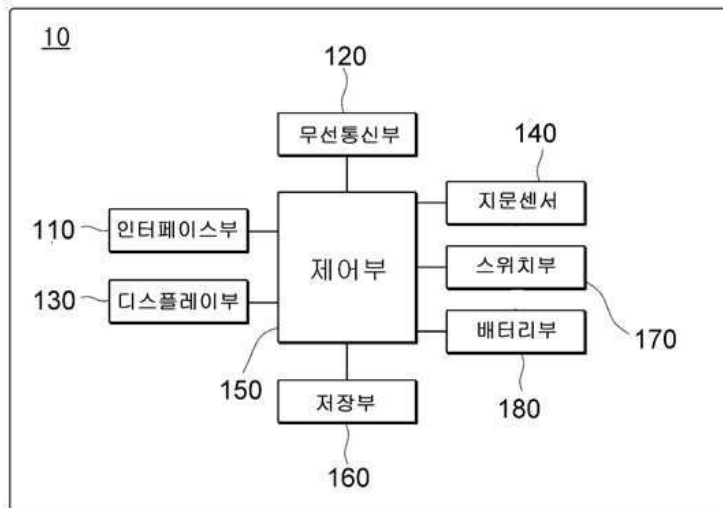 10
120
무선통신부
140
지문센서
110
인터페이스부
제어부
스위치부
130
디스플레이부
배터리부
170
150
180
저장부
160